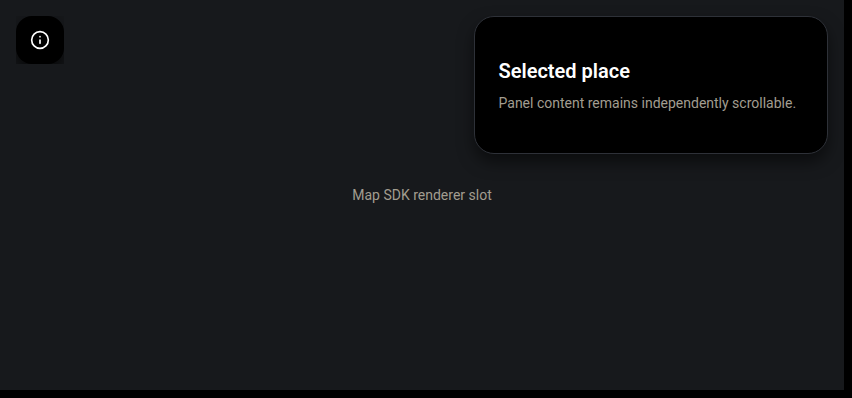 Selected place
Panel content remains independently scrollable.
Map SDK renderer slot